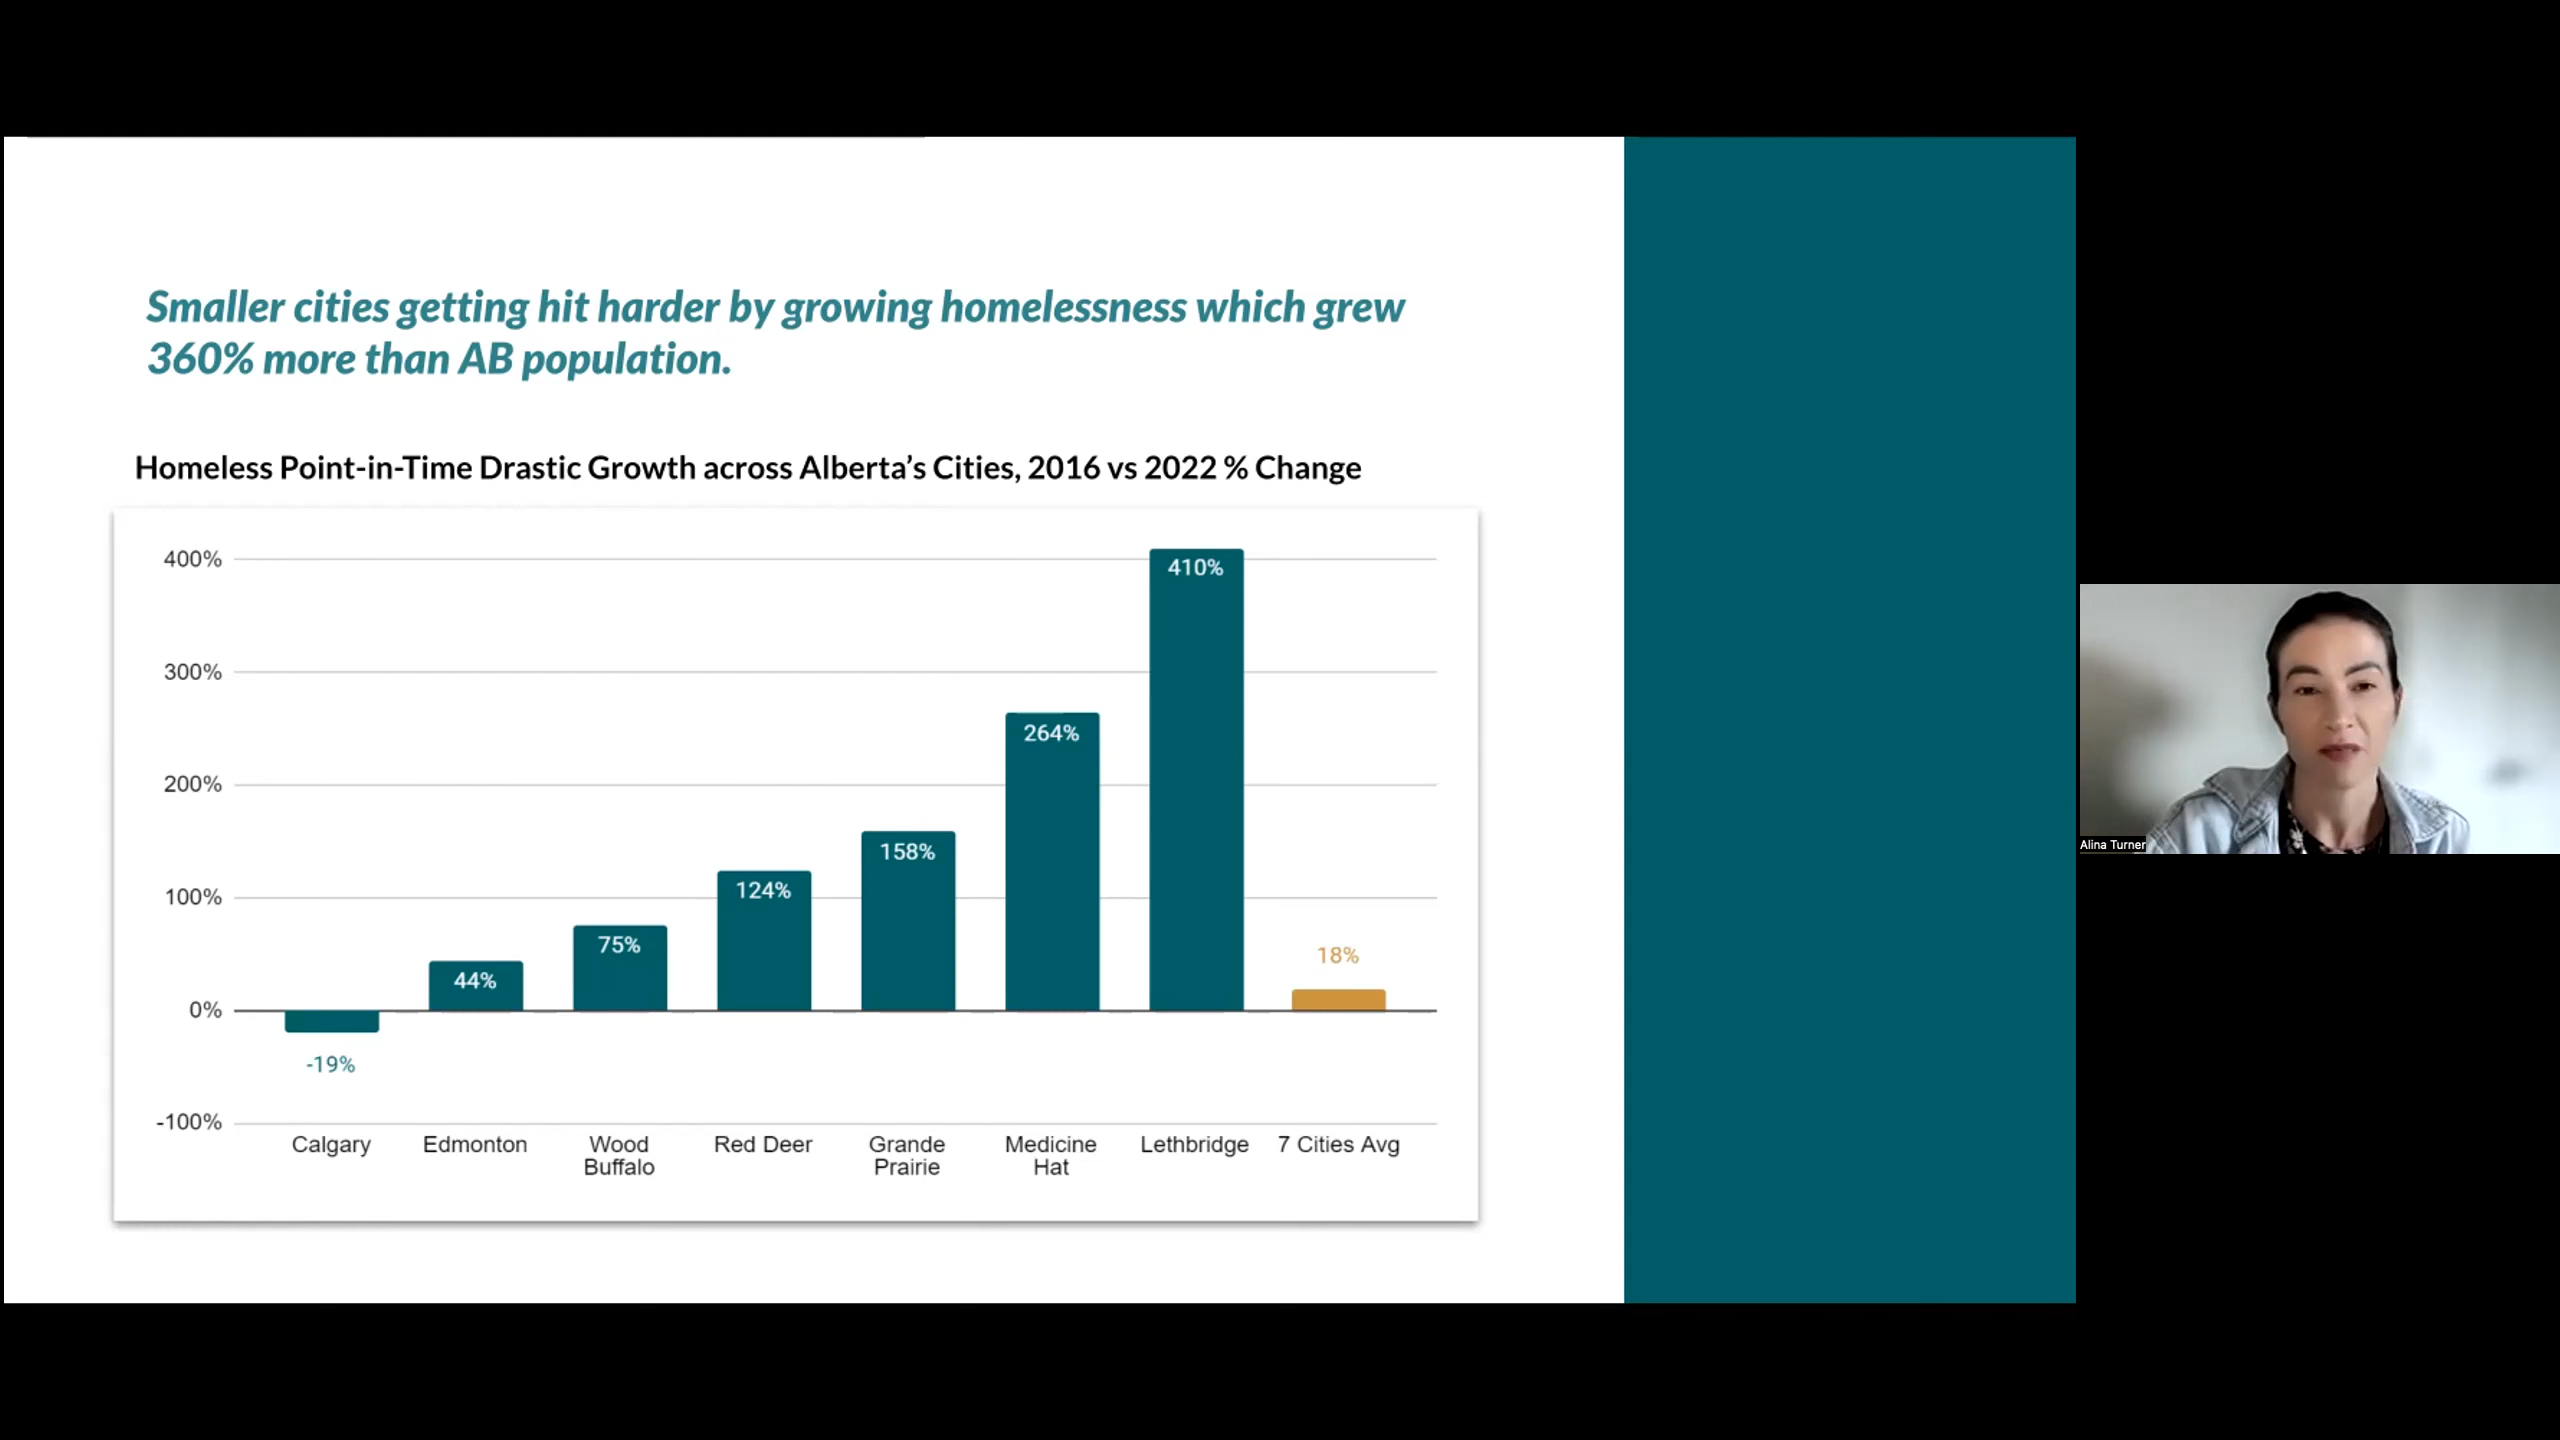 Smaller cities getting hit harder by growing homelessness which grew
360% more than AB population.
Homeless Point-in-Time Drastic Growth across Alberta’s Cities, 2016 vs 2022 % Change
400%
300%
200%
100%
0%
-100%
-19%
44%
75%
124%
158%
264%
410%
18%
Calgary
Edmonton
Wood
Buffalo
Red Deer
Grande
Prairie
Medicine
Hat
Lethbridge
7 Cities Avg
Alina Turner